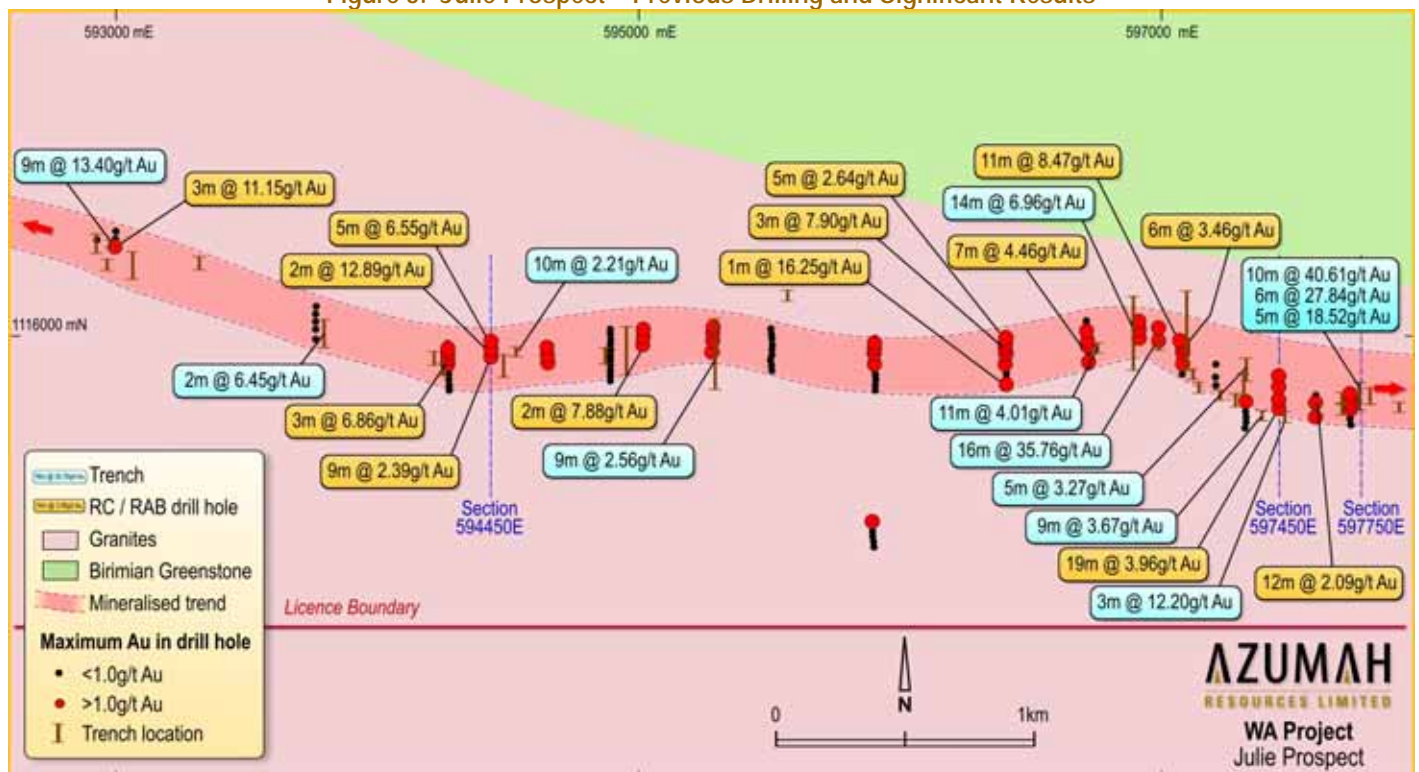 593000 mE
595000 mE
597000 mE
9m @ 13.40g/t Au
3m @ 11.15g/t Au
5m @ 6.55g/t Au
2m @ 12.89g/t Au
10m @ 2.21g/t Au
5m @ 2.64g/t Au
3m @ 7.90g/t Au
1m @ 16.25g/t Au
11m @ 8.47g/t Au
14m @ 6.96g/t Au
7m @ 4.46g/t Au
6m @ 3.46g/t Au
10m @ 40.61g/t Au
6m @ 27.84g/t Au
5m @ 18.52g/t Au
1116000 mN
2m @ 6.45g/t Au
3m @ 6.86g/t Au
9m @ 2.39g/t Au
2m @ 7.88g/t Au
9m @ 2.56g/t Au
11m @ 4.01g/t Au
16m @ 35.76g/t Au
5m @ 3.27g/t Au
9m @ 3.67g/t Au
19m @ 3.96g/t Au
3m @ 12.20g/t Au
12m @ 2.09g/t Au
Section
594450E
Section
597450E
Section
597750E
Trench
RC / RAB drill hole
Granites
Birimian Greenstone
Mineralised trend
Maximum Au in drill hole
<1.0g/t Au
>1.0g/t Au
Trench location
Licence Boundary
N
0
1km
AZUMAH
RESOURCES LIMITED
WA Project
Julie Prospect